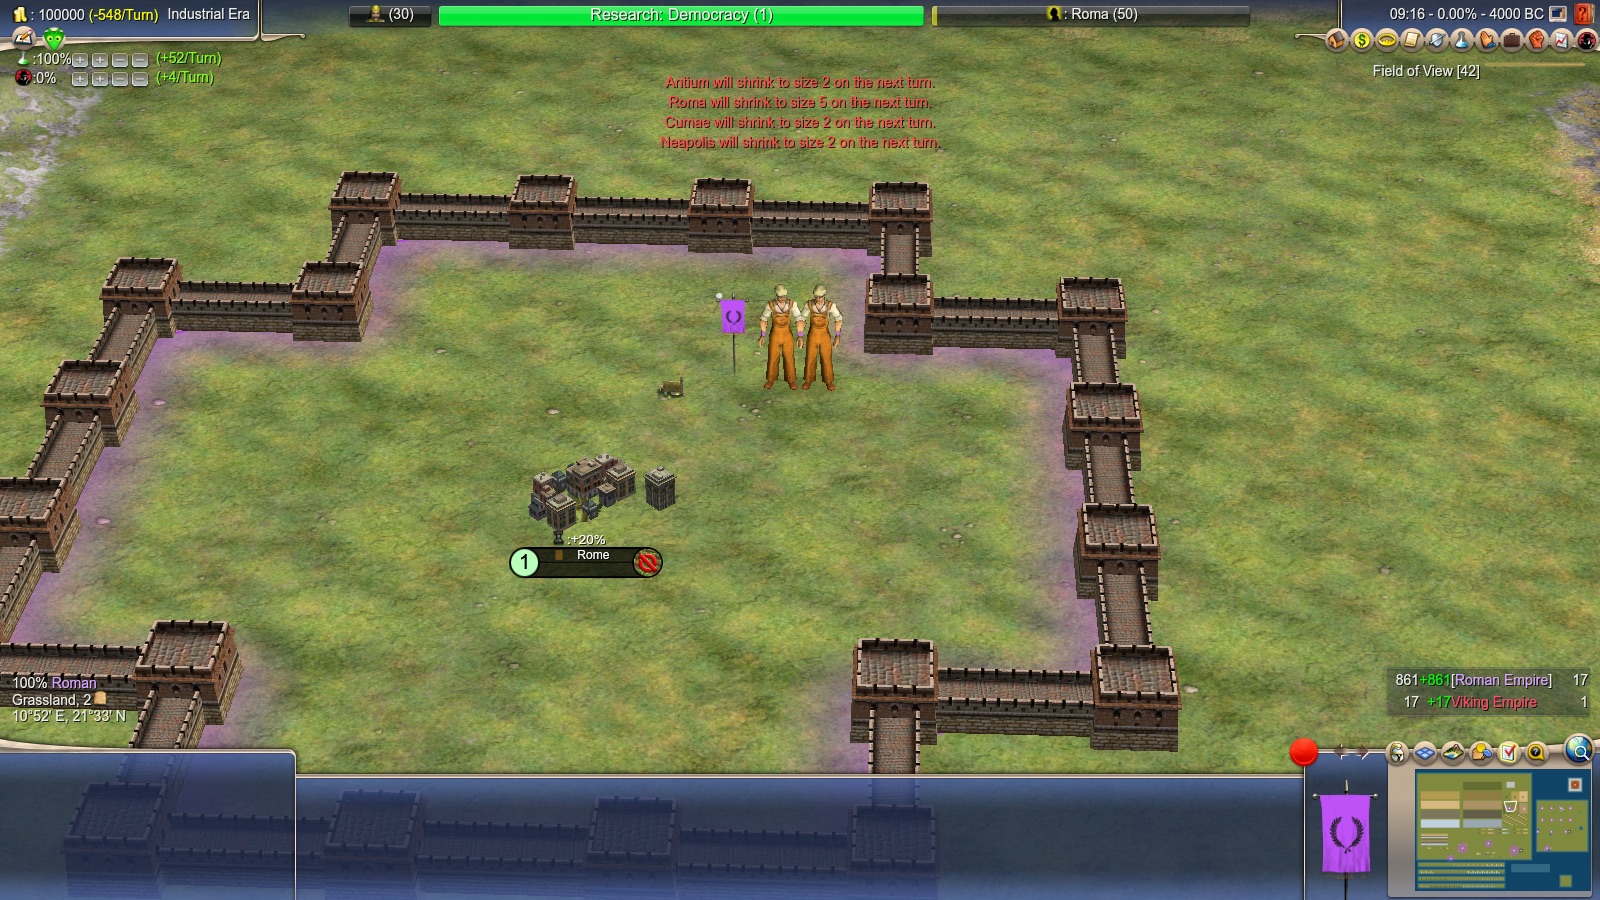 : 100000 (-548/Turn) Industrial Era
(30)
Research: Democracy (1)
: Roma (50)
09:16 - 0.00% - 4000 BC
:100% (+52/Turn)
:0% (+4/Turn)
Field of View [42]
Antium will shrink to size 2 on the next turn.
Roma will shrink to size 5 on the next turn.
Cumae will shrink to size 2 on the next turn.
Neapolis will shrink to size 2 on the next turn.
:+20%
1 Rome
100% Roman
Grassland, 2
10°52' E, 21°33' N
861+861[Roman Empire] 17
17 +17Viking Empire 1